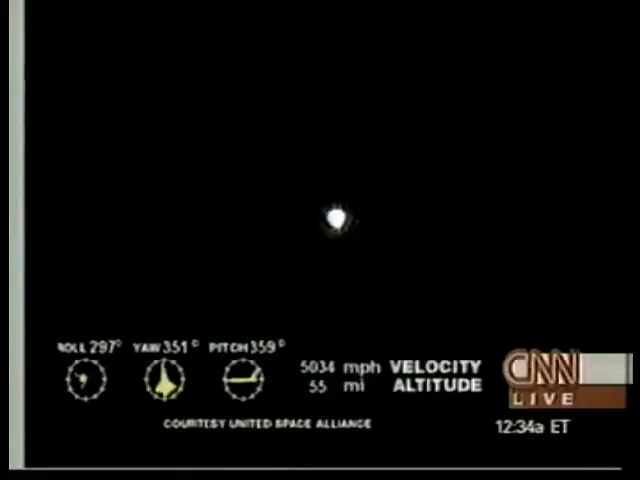 ROLL 297° YAW 351° PITCH 359°
5034 mph VELOCITY
55 mi ALTITUDE
CNN
LIVE
COURTESY UNITED SPACE ALLIANCE
12:34a ET